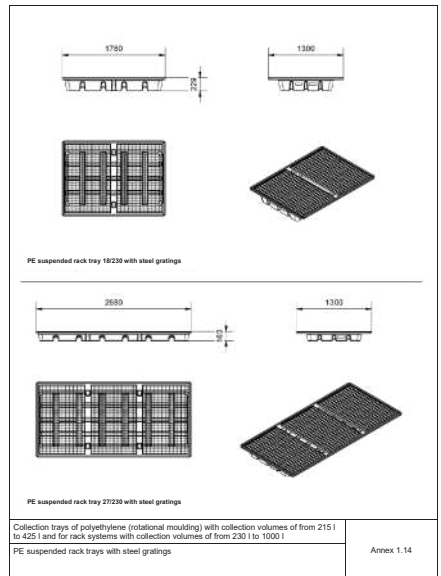 1780
1300
229
PE suspended rack tray 18/230 with steel gratings
2680
1300
163
PE suspended rack tray 27/230 with steel gratings
Collection trays of polyethylene (rotational moulding) with collection volumes of from 215 l
to 425 l and for rack systems with collection volumes of from 230 l to 1000 l
PE suspended rack trays with steel gratings
Annex 1.14